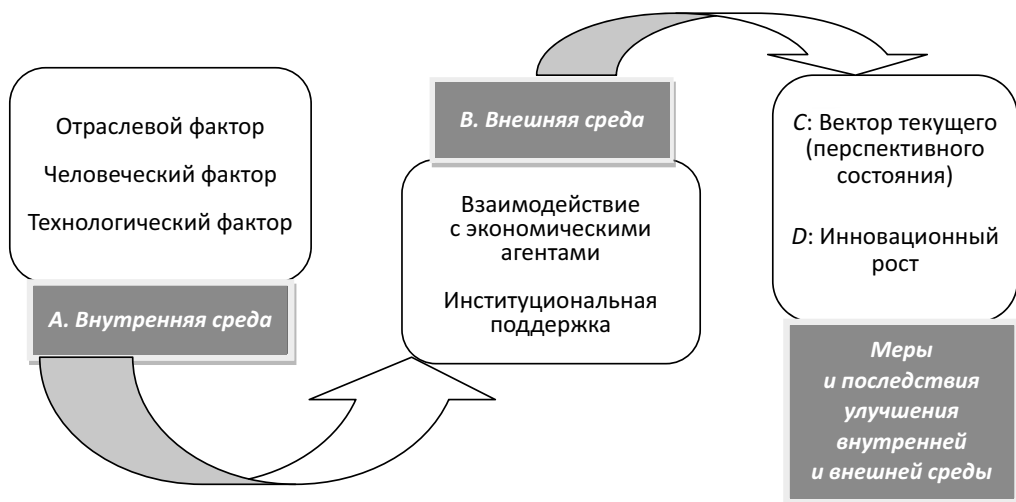 Отраслевой фактор
Человеческий фактор
Технологический фактор
А. Внутренняя среда
В. Внешняя среда
Взаимодействие
с экономическими
агентами
Институциональная
поддержка
C: Вектор текущего
(перспективного
состояния)
D: Инновационный
рост
Меры
и последствия
улучшения
внутренней
и внешней среды